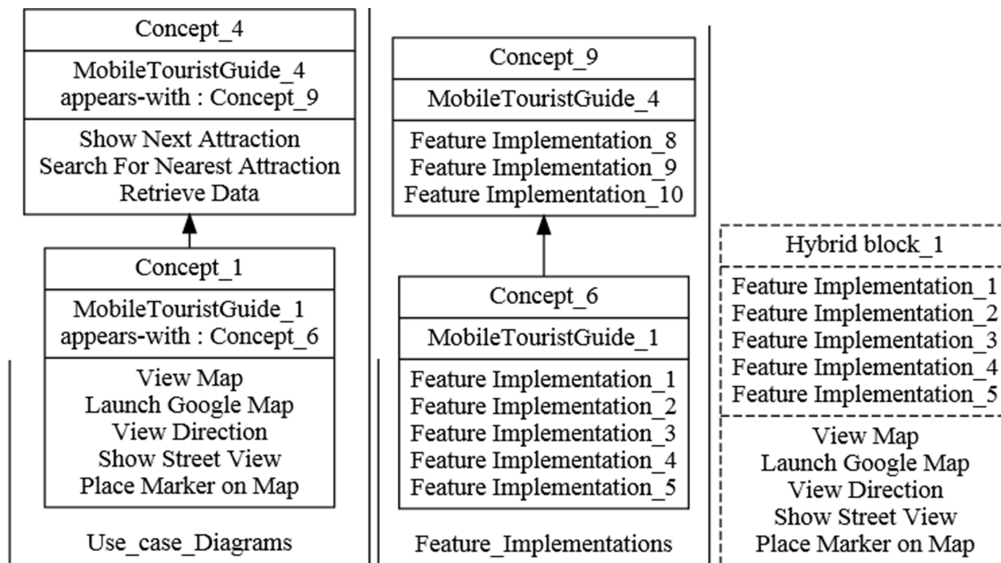 Concept_4
MobileTouristGuide_4
appears-with : Concept_9
Show Next Attraction
Search For Nearest Attraction
Retrieve Data
Concept_1
MobileTouristGuide_1
appears-with : Concept_6
View Map
Launch Google Map
View Direction
Show Street View
Place Marker on Map
Use_case_Diagrams
Concept_9
MobileTouristGuide_4
Feature Implementation_8
Feature Implementation_9
Feature Implementation_10
Concept_6
MobileTouristGuide_1
Feature Implementation_1
Feature Implementation_2
Feature Implementation_3
Feature Implementation_4
Feature Implementation_5
Feature_Implementations
Hybrid block_1
Feature Implementation_1
Feature Implementation_2
Feature Implementation_3
Feature Implementation_4
Feature Implementation_5
View Map
Launch Google Map
View Direction
Show Street View
Place Marker on Map